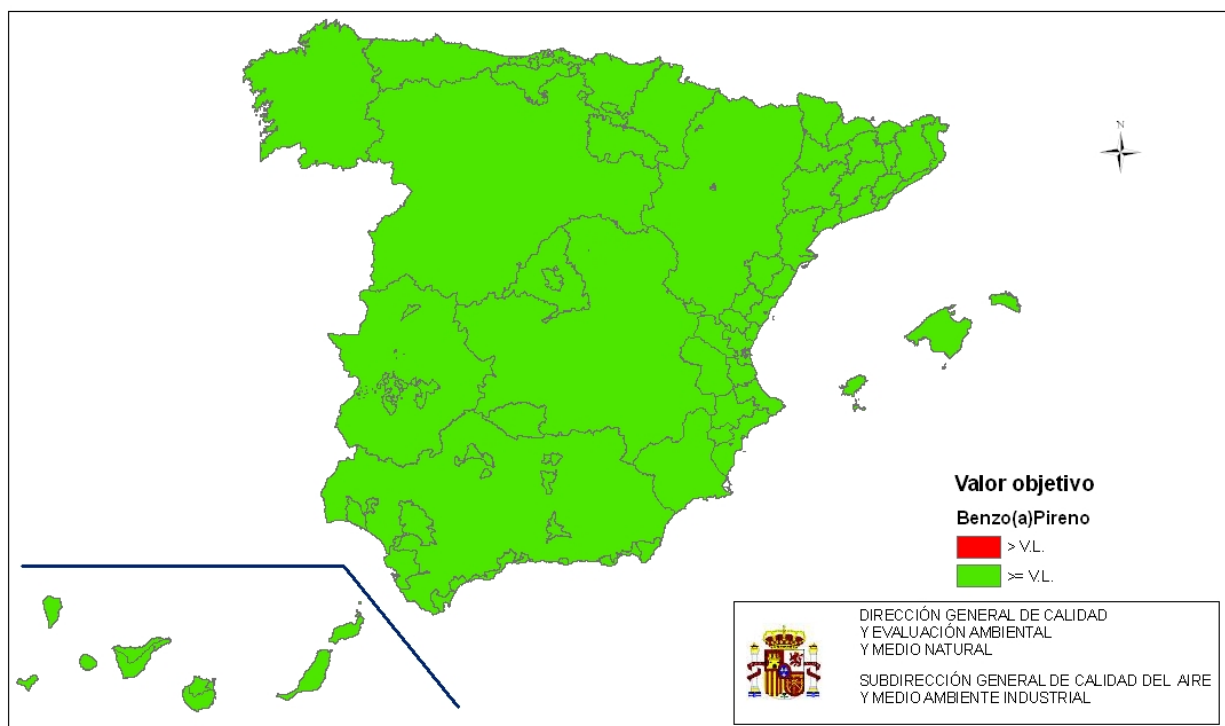 N
Valor objetivo
Benzo(a)Pireno
> V.L.
>= V.L.
DIRECCIÓN GENERAL DE CALIDAD
Y EVALUACIÓN AMBIENTAL
Y MEDIO NATURAL
SUBDIRECCIÓN GENERAL DE CALIDAD DEL AIRE
Y MEDIO AMBIENTE INDUSTRIAL